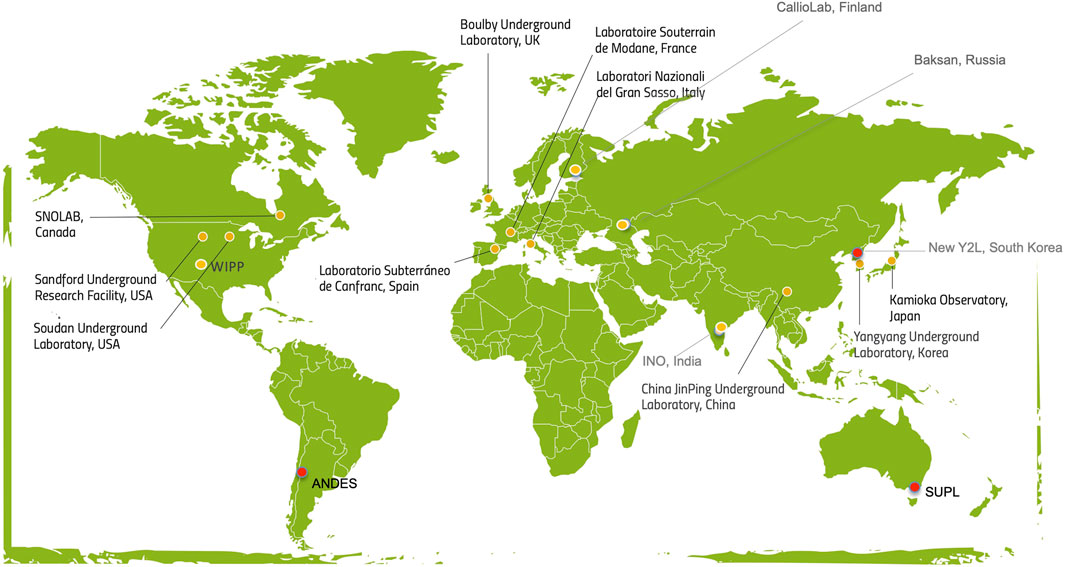 CallioLab, Finland
Boulby Underground
Laboratory, UK
Laboratoire Souterrain
de Modane, France
Baksan, Russia
Laboratori Nazionali
del Gran Sasso, Italy
SNOLAB,
Canada
New Y2L, South Korea
WIPP
Laboratorio Subterráneo
de Canfranc, Spain
Sandford Underground
Research Facility, USA
Kamioka Observatory,
Japan
Soudan Underground
Laboratory, USA
Yangyang Underground
Laboratory, Korea
INO, India
China JinPing Underground
Laboratory, China
ANDES
SUPL